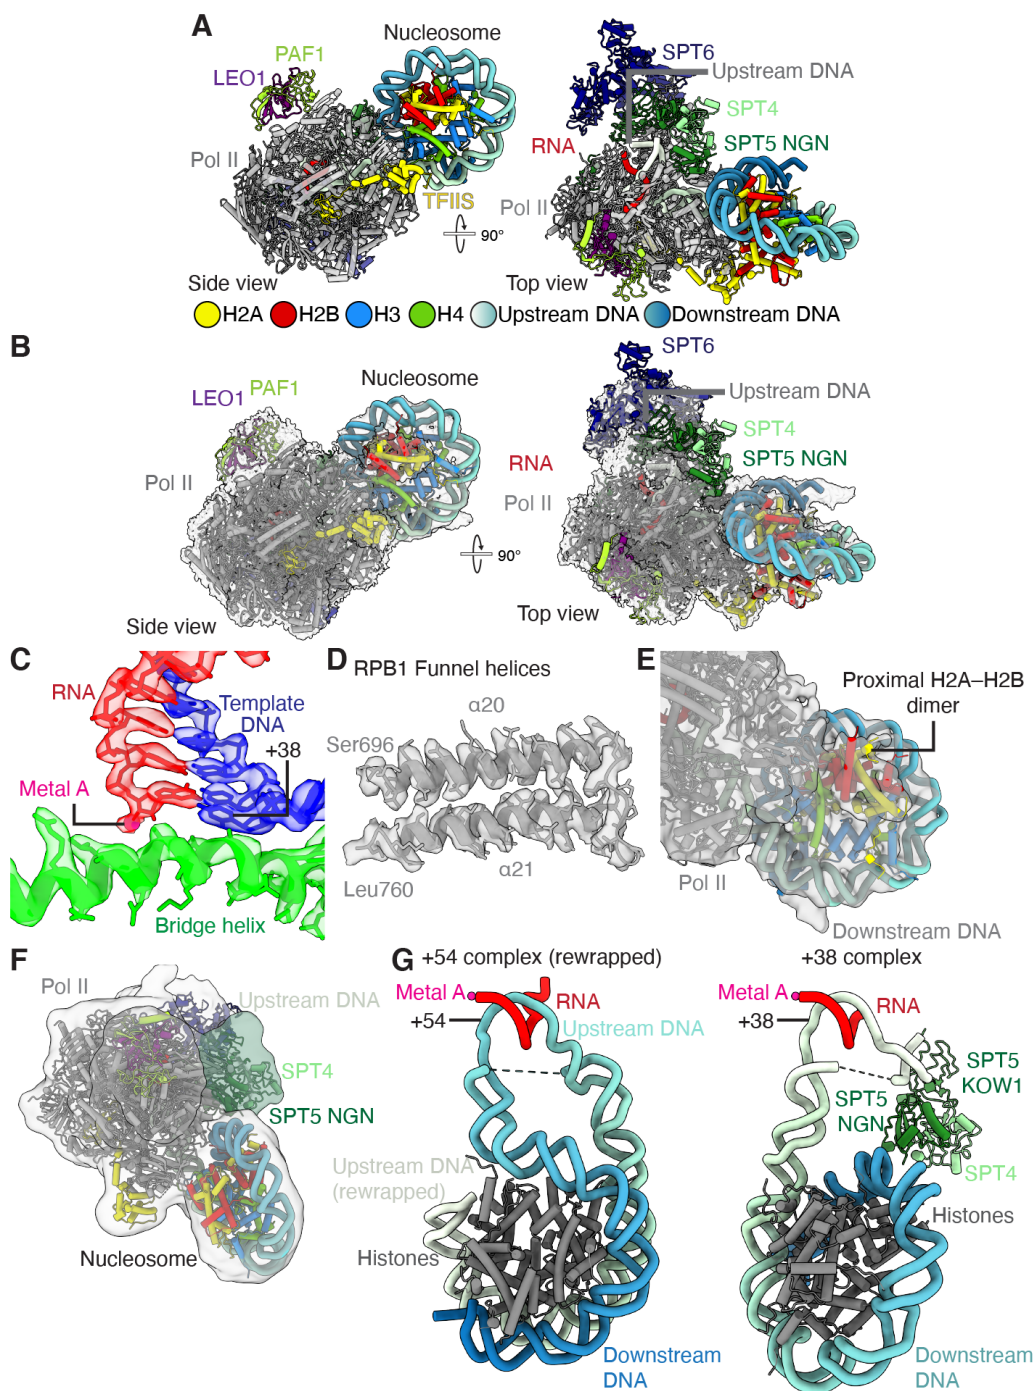 A
Nucleosome
PAF1
LEO1
Pol II
TFIIS
90°
Side view
SPT6
Upstream DNA
SPT4
RNA
SPT5 NGN
Pol II
Top view
H2A H2B H3 H4 Upstream DNA Downstream DNA
B
Nucleosome
PAF1
LEO1
Pol II
90°
Side view
SPT6
Upstream DNA
SPT4
RNA
SPT5 NGN
Pol II
Top view
C
RNA
Template
DNA
+38
Metal A
Bridge helix
D
RPB1 Funnel helices
α20
Ser696
α21
Leu760
E
Proximal H2A–H2B
dimer
Pol II
Downstream DNA
F
Pol II
Upstream DNA
SPT4
SPT5 NGN
Nucleosome
G
+54 complex (rewrapped)
Metal A
RNA
+54
Upstream DNA
Upstream DNA
(rewrapped)
Histones
Downstream
DNA
+38 complex
Metal A
RNA
+38
SPT5
KOW1
SPT5
NGN
SPT4
Histones
Downstream
DNA